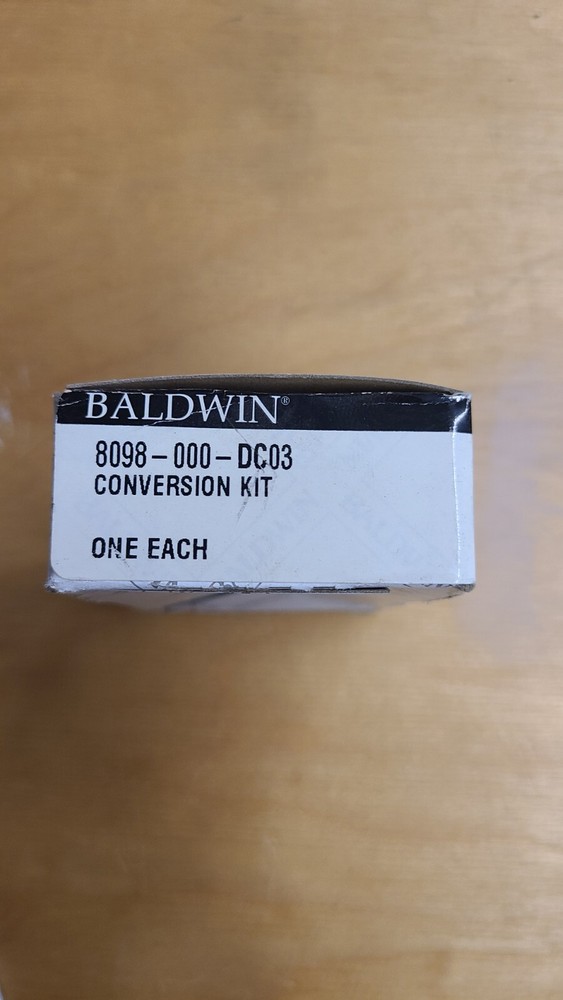 BALDWIN®
8098-000-DC03
CONVERSION KIT
ONE EACH